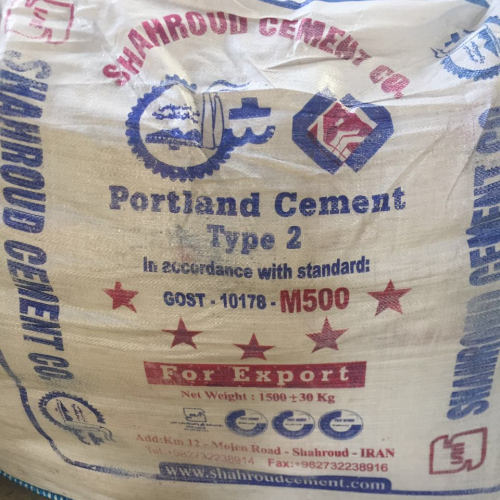 SHAHROUD CEMENT CO.
SHAHROUD CEMENT CO.
SHAHROUD CEMENT CO.
Portland Cement
Type 2
In accordance with standard:
GOST - 10178 - M500
For Export
Net Weight : 1500 ± 30 Kg
Add:Km 12 - Mojen Road - Shahroud - IRAN
Tel:+982732238914 Fax:+982732238916
www.shahroudcement.com